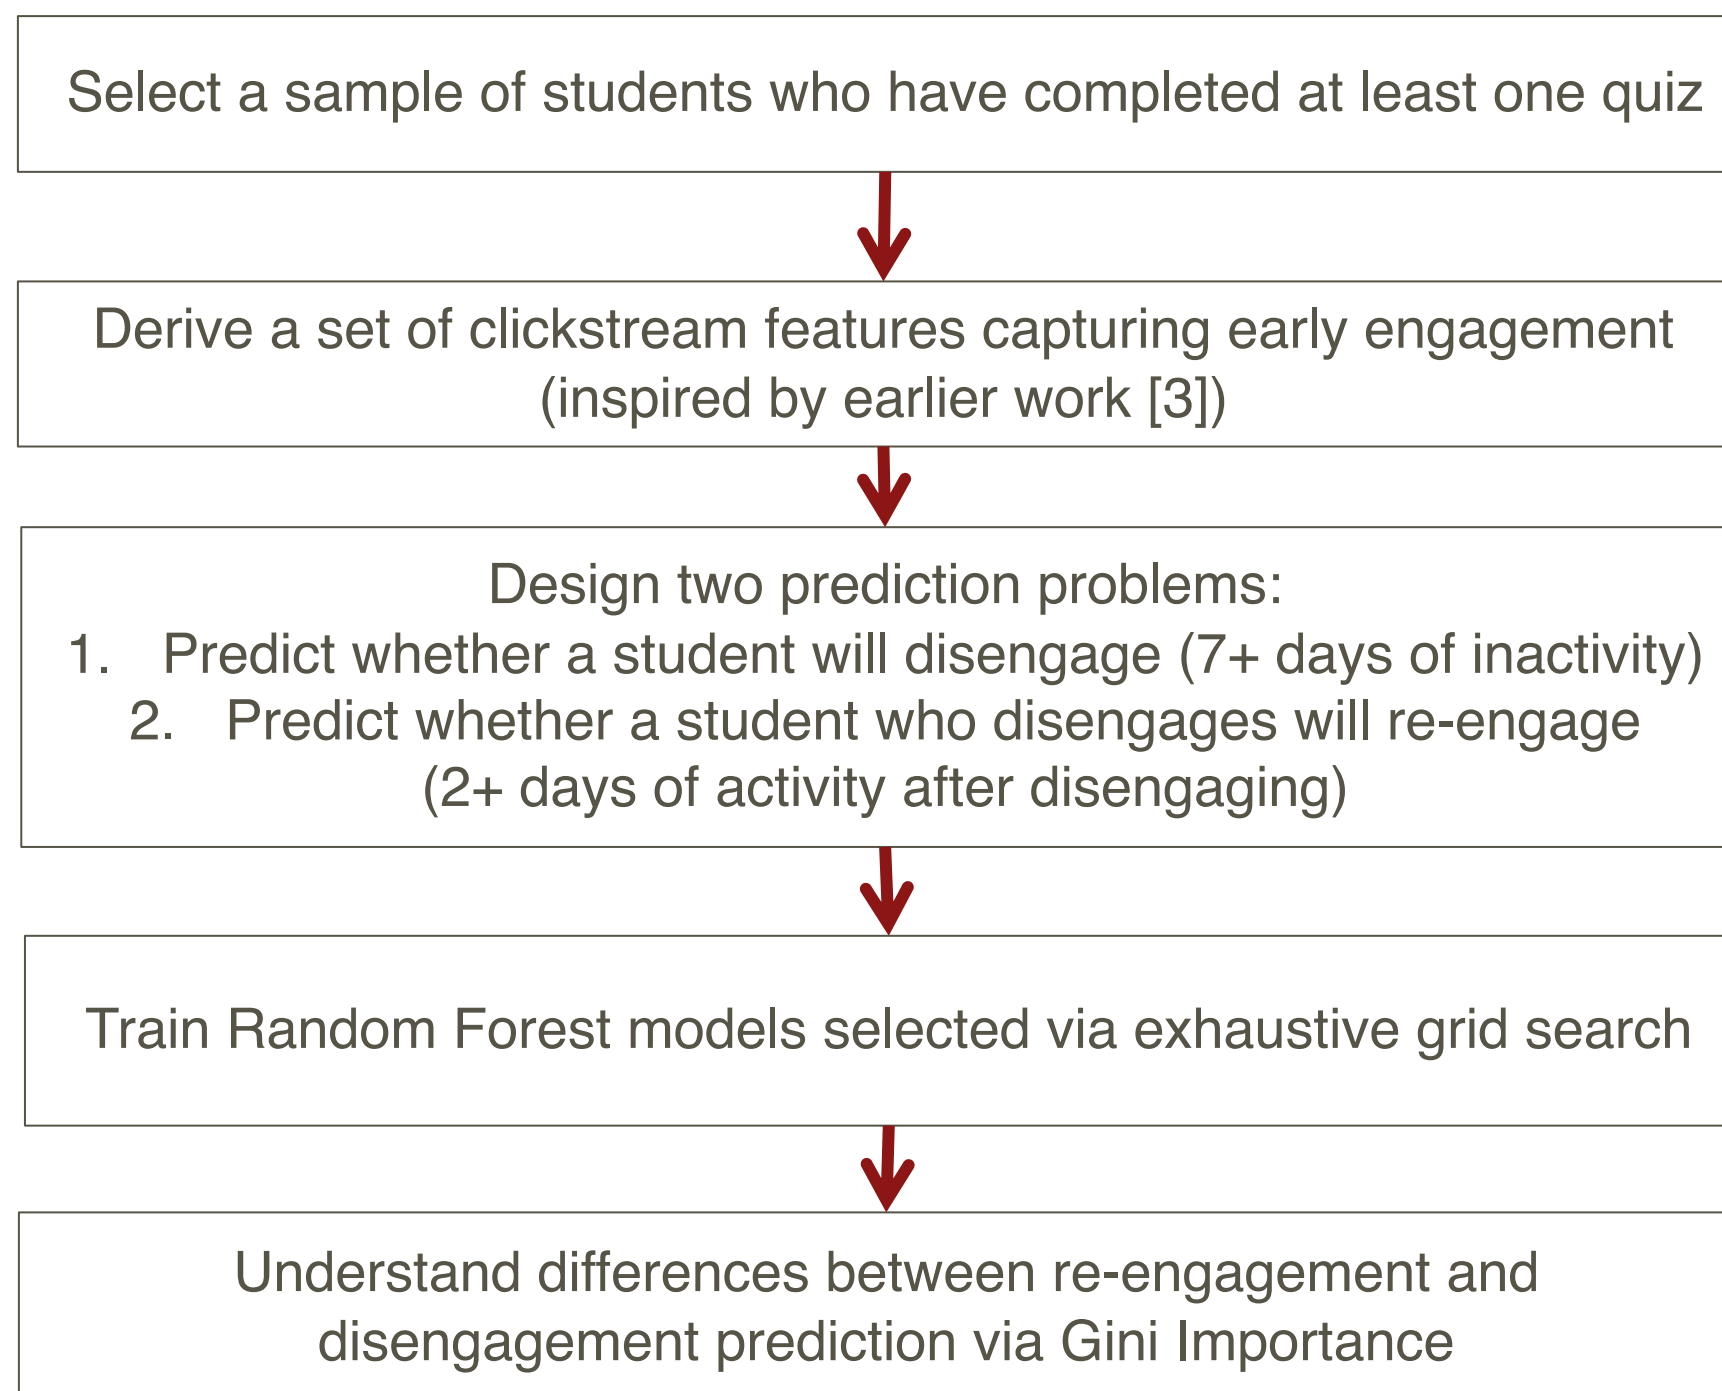 Select a sample of students who have completed at least one quiz
Derive a set of clickstream features capturing early engagement
(inspired by earlier work [3])
Design two prediction problems:
1. Predict whether a student will disengage (7+ days of inactivity)
2. Predict whether a student who disengages will re-engage
(2+ days of activity after disengaging)
Train Random Forest models selected via exhaustive grid search
Understand differences between re-engagement and
disengagement prediction via Gini Importance